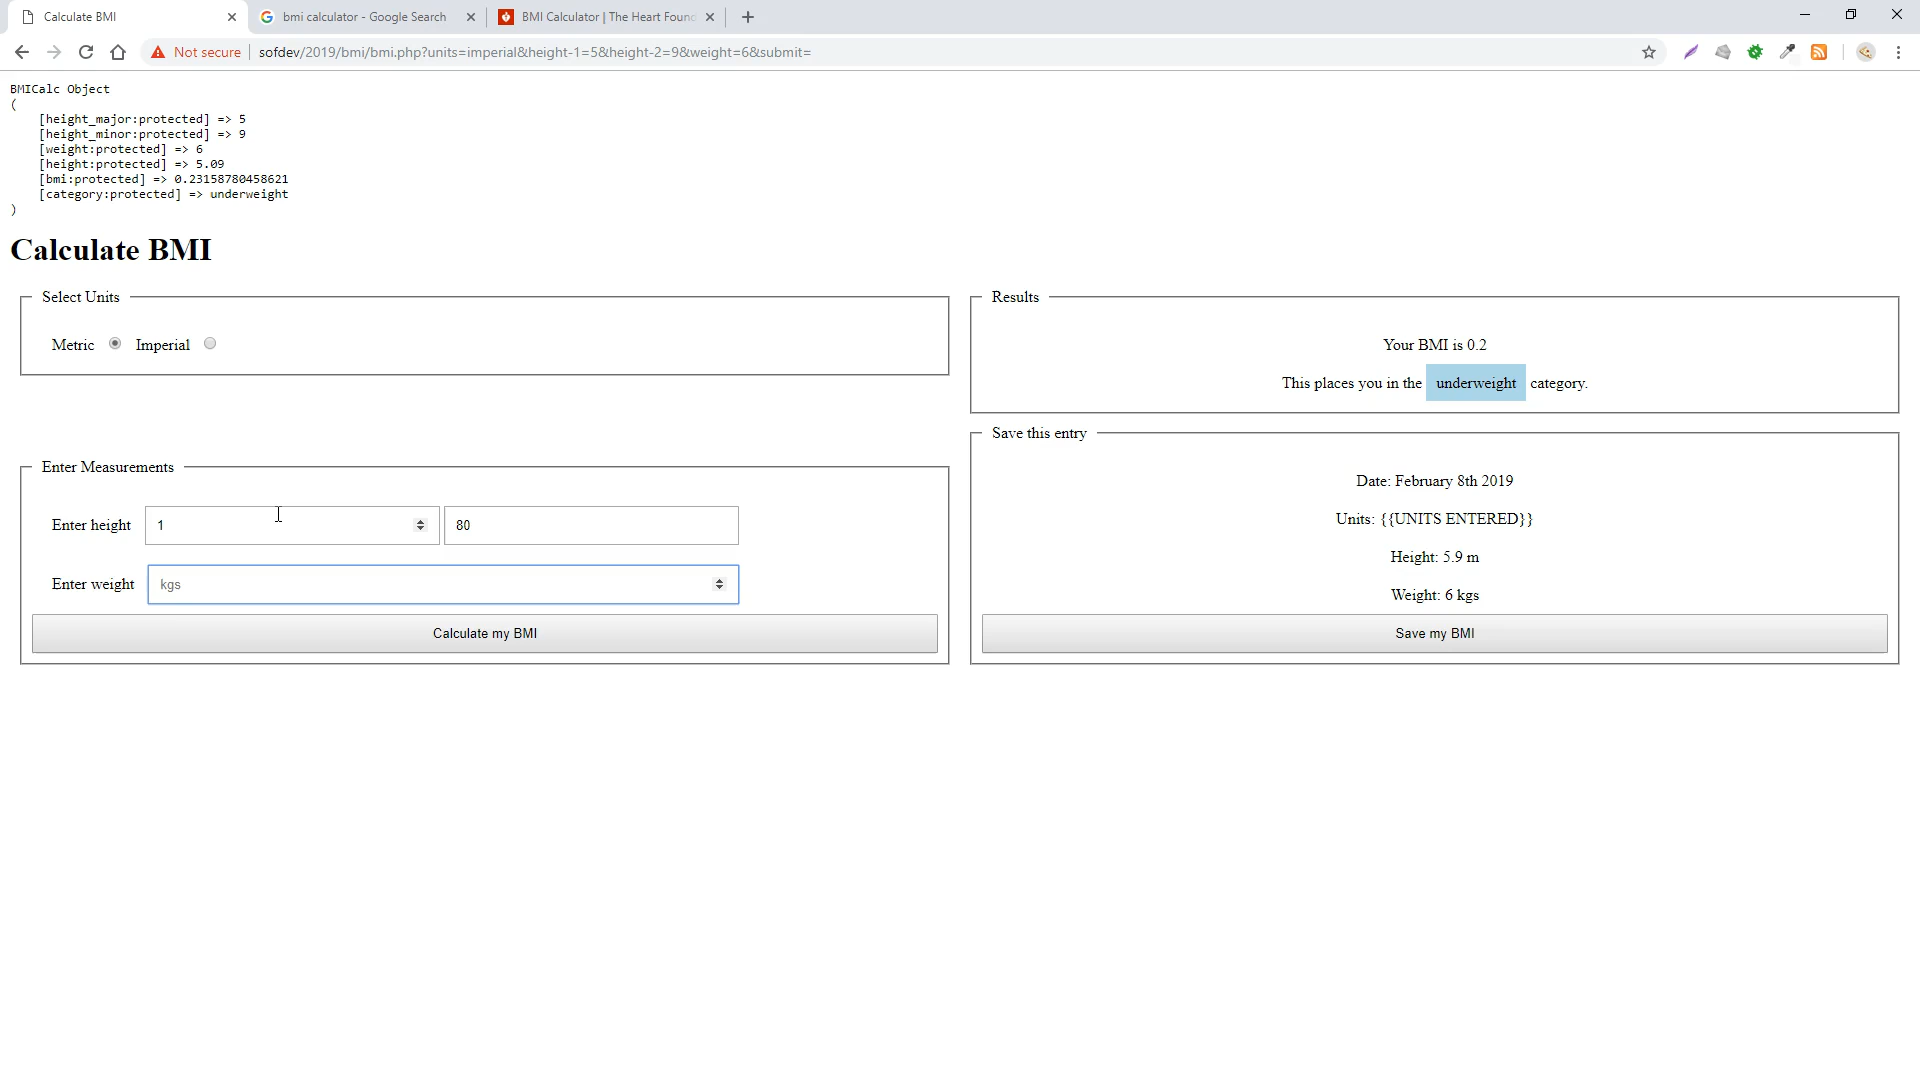 Calculate BMI
bmi calculator - Google Search
BMI Calculator | The Heart Found
Not secure
sofdev/2019/bmi/bmi.php?units=imperial&height-1=5&height-2=9&weight=6&submit=
BMICalc Object
(
[height_major:protected] => 5
[height_minor:protected] => 9
[weight:protected] => 6
[height:protected] => 5.09
[bmi:protected] => 0.23158780458621
[category:protected] => underweight
)
Calculate BMI
Select Units
Metric Imperial
Enter Measurements
Enter height 1 80
Enter weight kgs
Calculate my BMI
Results
Your BMI is 0.2
This places you in the underweight category.
Save this entry
Date: February 8th 2019
Units: {{UNITS ENTERED}}
Height: 5.9 m
Weight: 6 kgs
Save my BMI